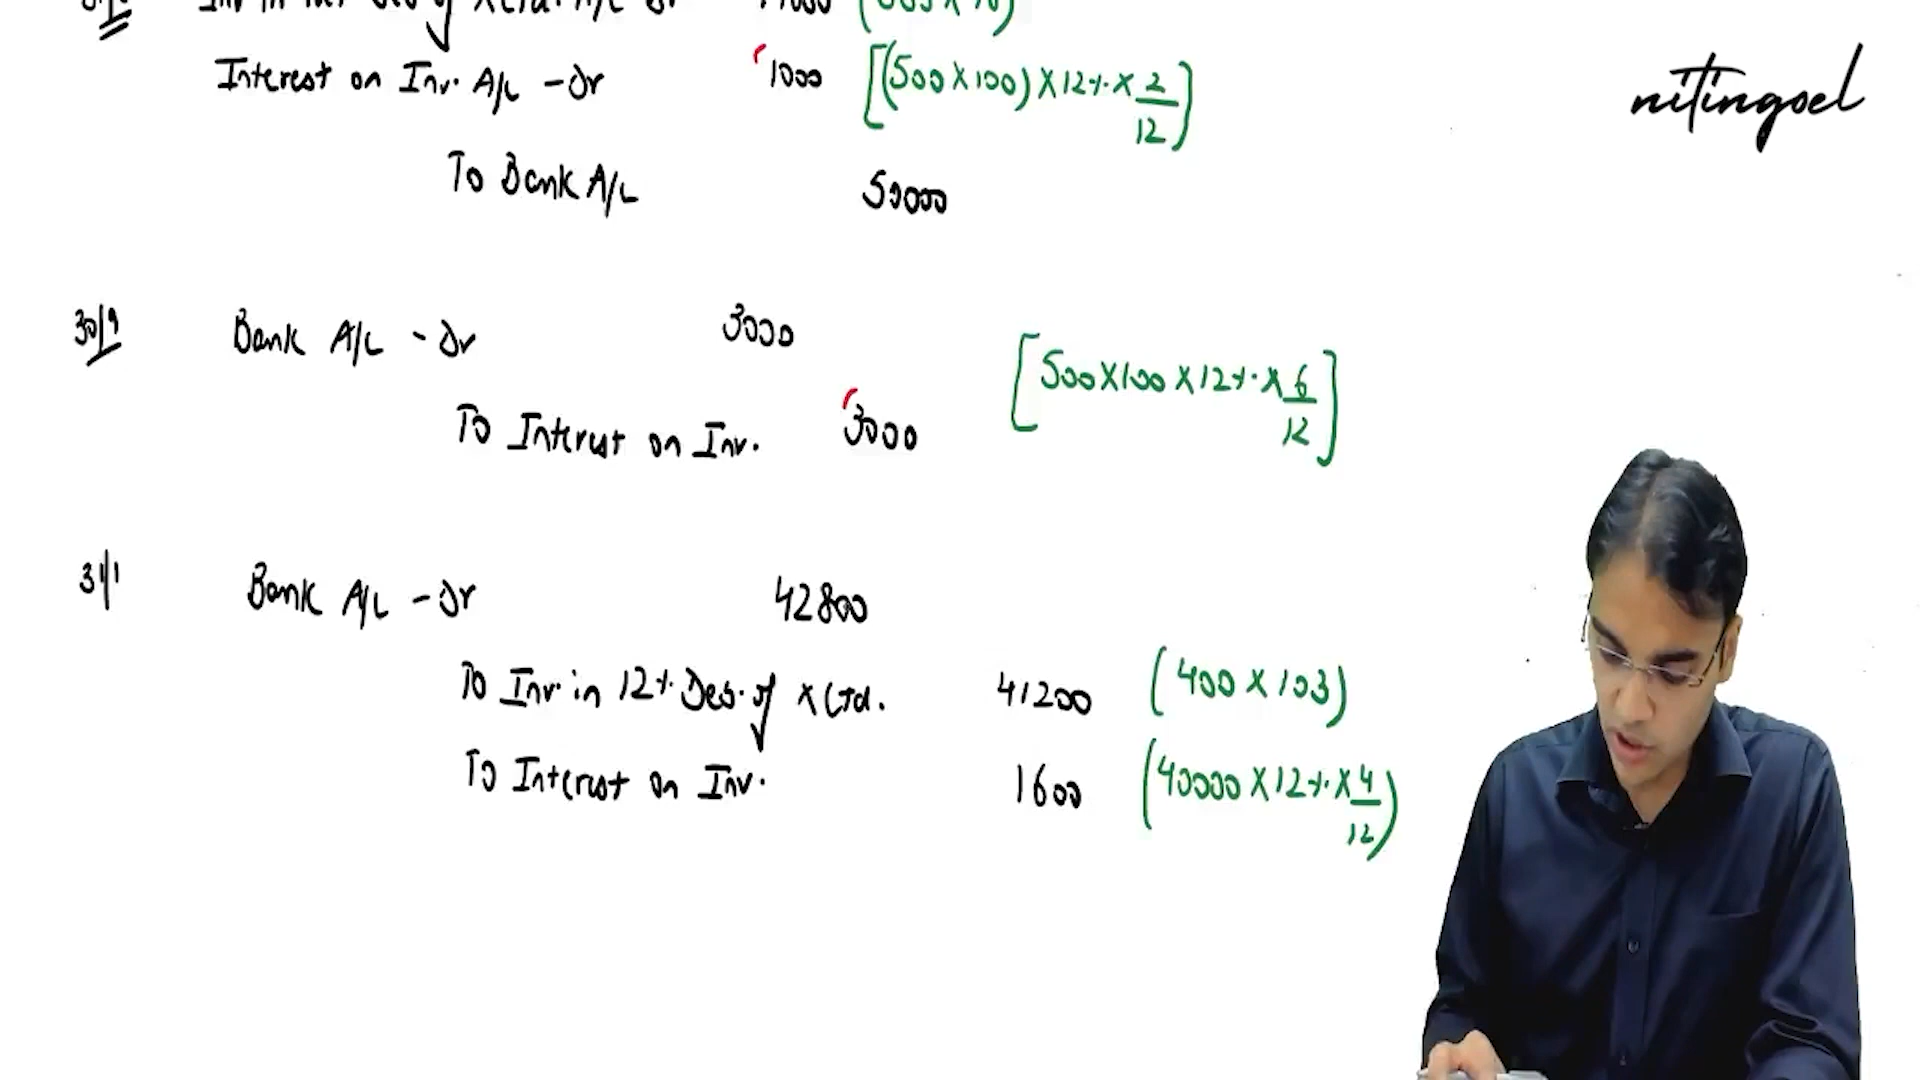 Interest on Inv. A/c - Dr 1000 [(500 X 100) X 12% X 2/12]
To Bank A/c 50000
30/9 Bank A/c - Dr 3000
To Interest on Inv. 3000 [500 X 100 X 12% X 6/12]
31/1 Bank A/c - Dr 42800
To Inv. in 12% Deb. of X Ltd. 41200 (400 X 103)
To Interest on Inv. 1600 (40000 X 12% X 4/12)
nitingoel